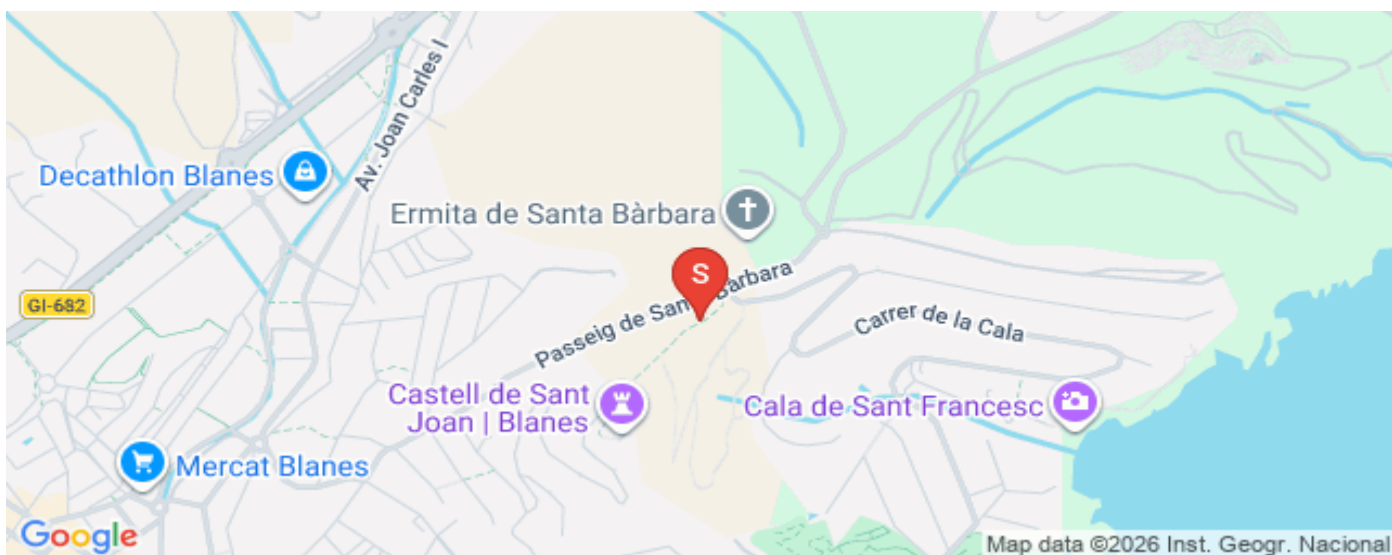 Av. Joan Carles I
Decathlon Blanes
Ermita de Santa Bàrbara
S
Passeig de Santa Bàrbara
GI-682
Carrer de la Cala
Castell de Sant
Joan | Blanes
Cala de Sant Francesc
Mercat Blanes
Google
Map data ©2026 Inst. Geogr. Nacional